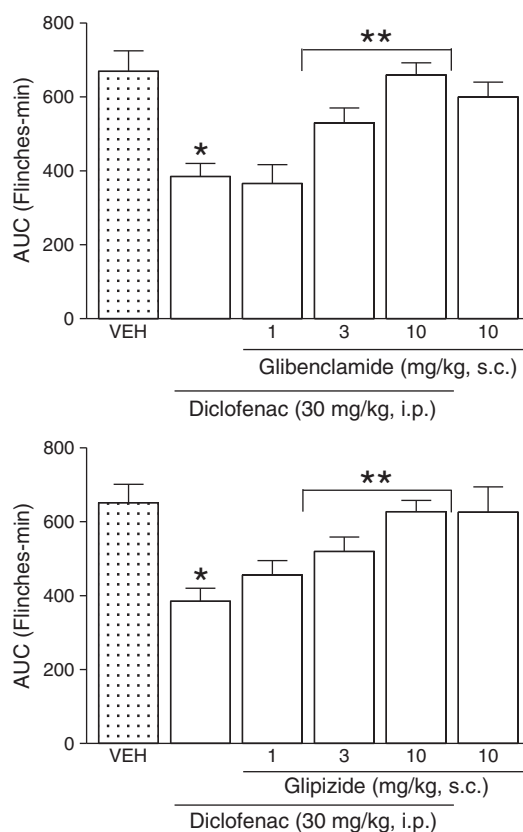 800
**
600
*
400
AUC (Flinches-min)
200
0
VEH 1 3 10 10
Glibenclamide (mg/kg, s.c.)
Diclofenac (30 mg/kg, i.p.)
800
**
600
*
400
AUC (Flinches-min)
200
0
VEH 1 3 10 10
Glipizide (mg/kg, s.c.)
Diclofenac (30 mg/kg, i.p.)